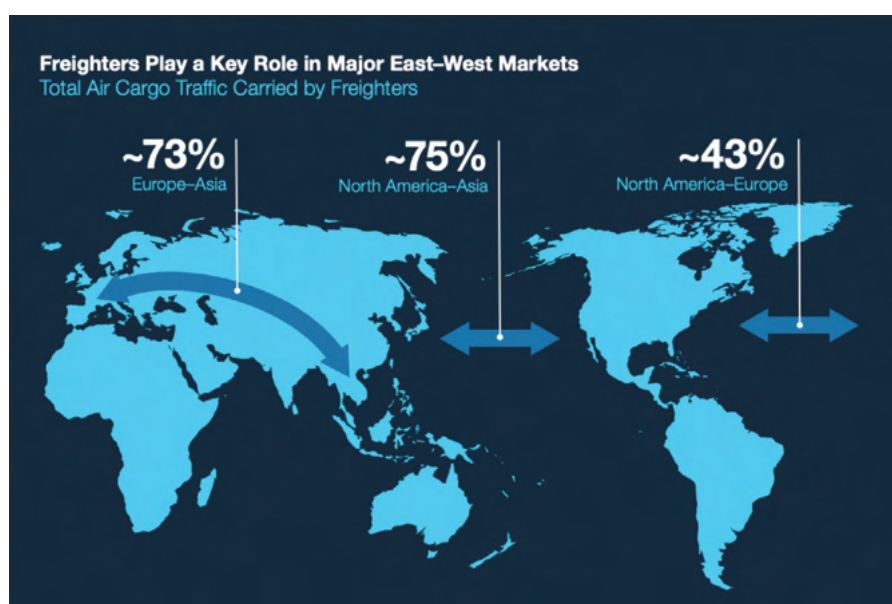 Freighters Play a Key Role in Major East–West Markets
Total Air Cargo Traffic Carried by Freighters
~73%
Europe–Asia
~75%
North America–Asia
~43%
North America–Europe